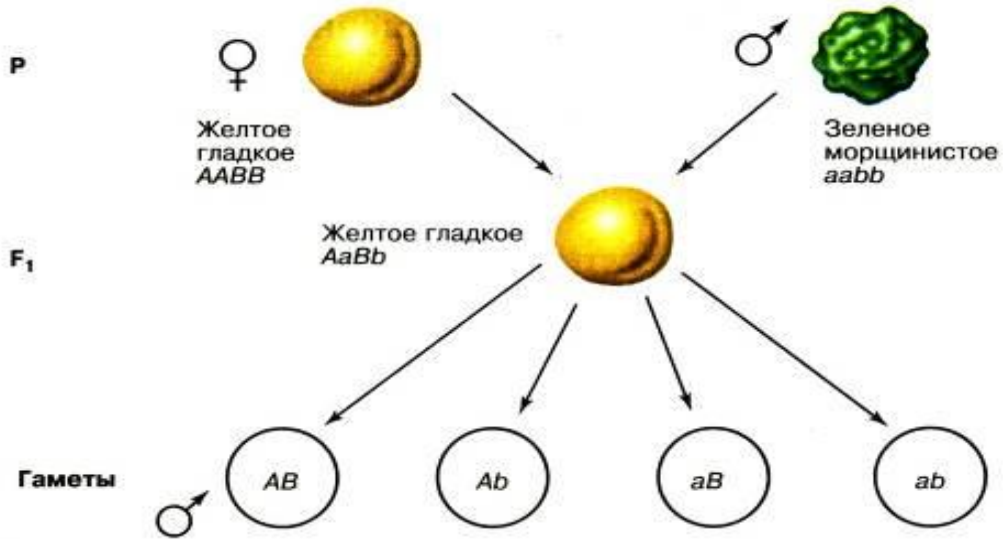 P
♀
♂
Желтое
гладкое
AABB
Зеленое
морщинистое
aabb
Желтое гладкое
AaBb
F₁
Гаметы
♂
AB
Ab
aB
ab